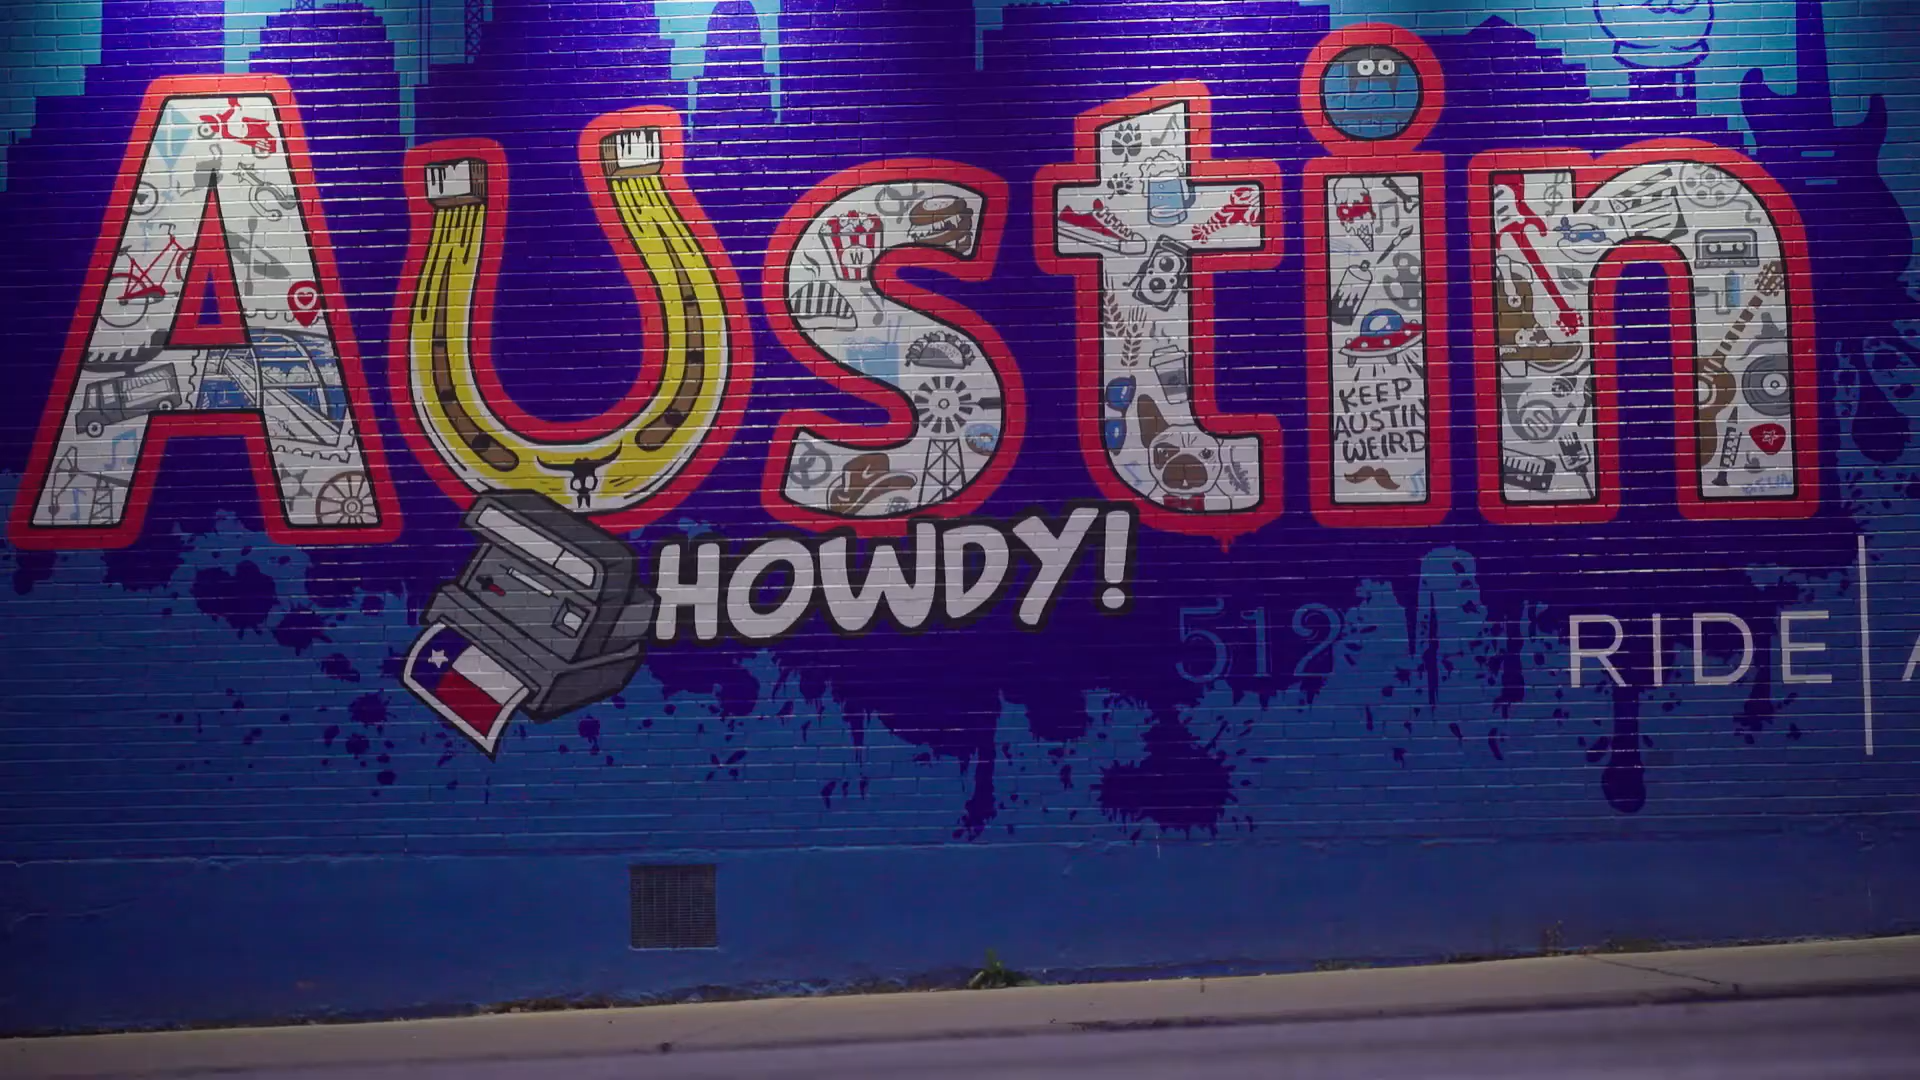 Austin
W
KEEP
AUSTIN
WEIRD
HOWDY!
512
RIDE